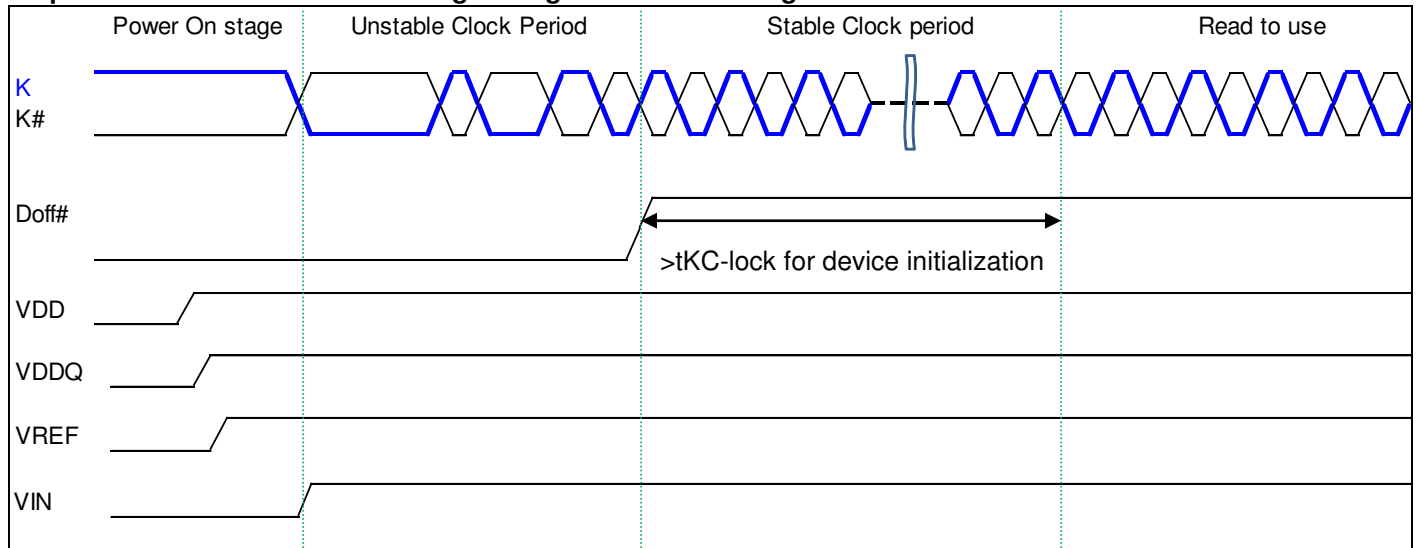 Power On stage
Unstable Clock Period
Stable Clock period
Read to use
K
K#
Doff#
>tKC-lock for device initialization
VDD
VDDQ
VREF
VIN